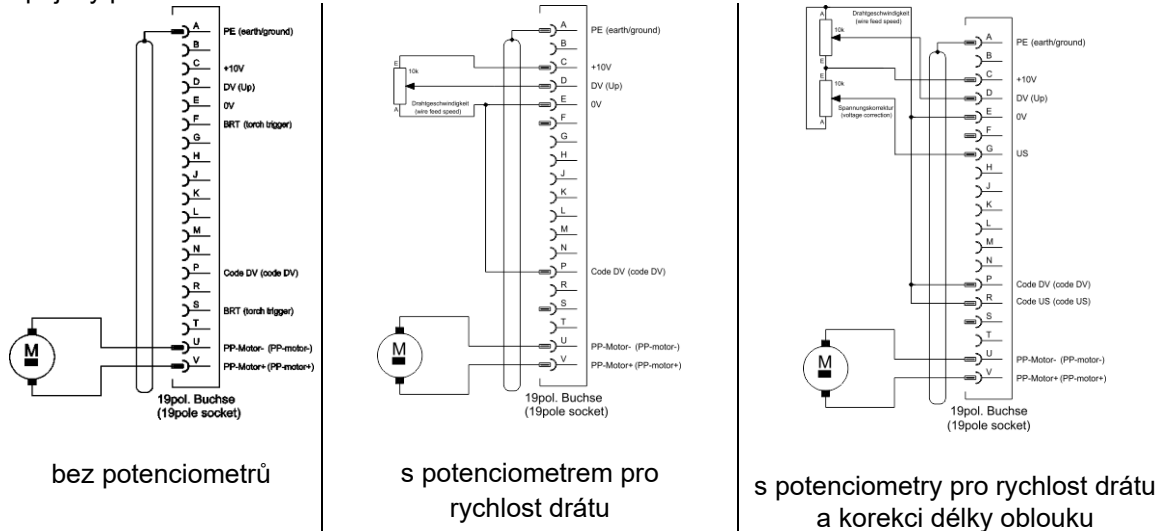 A PE (earth/ground)
B
C +10V
D DV (Up)
E 0V
F BRT (torch trigger)
G
H
J
K
L
M
N
P Code DV (code DV)
R
S BRT (torch trigger)
T
U PP-Motor- (PP-motor-)
V PP-Motor+ (PP-motor+)
M
19pol. Buchse
(19pole socket)
bez potenciometrů
A PE (earth/ground)
B
C +10V
D DV (Up)
E 0V
F
G
H
J
K
L
M
N
P Code DV (code DV)
R
S
T
U PP-Motor- (PP-motor-)
V PP-Motor+ (PP-motor+)
E
10k
A
Drahtgeschwindigkeit
(wire feed speed)
M
19pol. Buchse
(19pole socket)
s potenciometrem pro
rychlost drátu
A
Drahtgeschwindigkeit
(wire feed speed)
10k
E
E
10k
Spannungskorrektur
(voltage correction)
A
A PE (earth/ground)
B
C +10V
D DV (Up)
E 0V
F
G US
H
J
K
L
M
N
P Code DV (code DV)
R Code US (code US)
S
T
U PP-Motor- (PP-motor-)
V PP-Motor+ (PP-motor+)
M
19pol. Buchse
(19pole socket)
s potenciometry pro rychlost drátu
a korekci délky oblouku